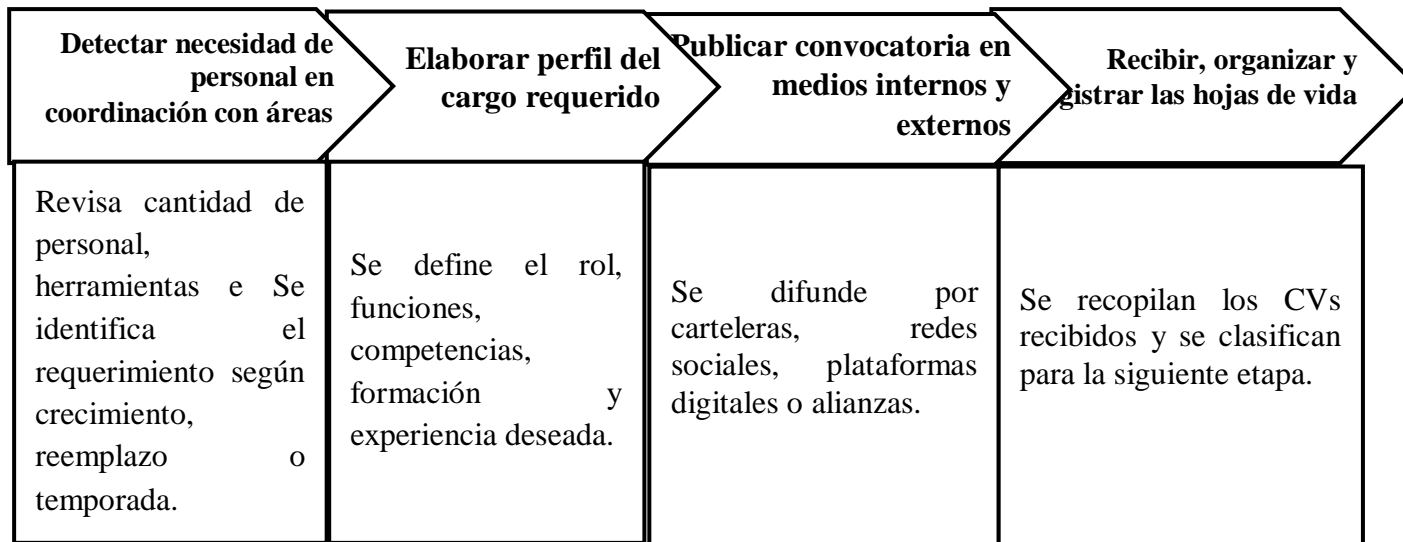 Detectar necesidad de
personal en
coordinación con áreas
Elaborar perfil del
cargo requerido
Publicar convocatoria en
medios internos y
externos
Recibir, organizar y
gistrar las hojas de vida
Revisa cantidad de
personal,
herramientas e Se
identifica el
requerimiento según
crecimiento,
reemplazo o
temporada.
Se define el rol,
funciones,
competencias,
formación y
experiencia deseada.
Se difunde por
carteleras, redes
sociales, plataformas
digitales o alianzas.
Se recopilan los CVs
recibidos y se clasifican
para la siguiente etapa.